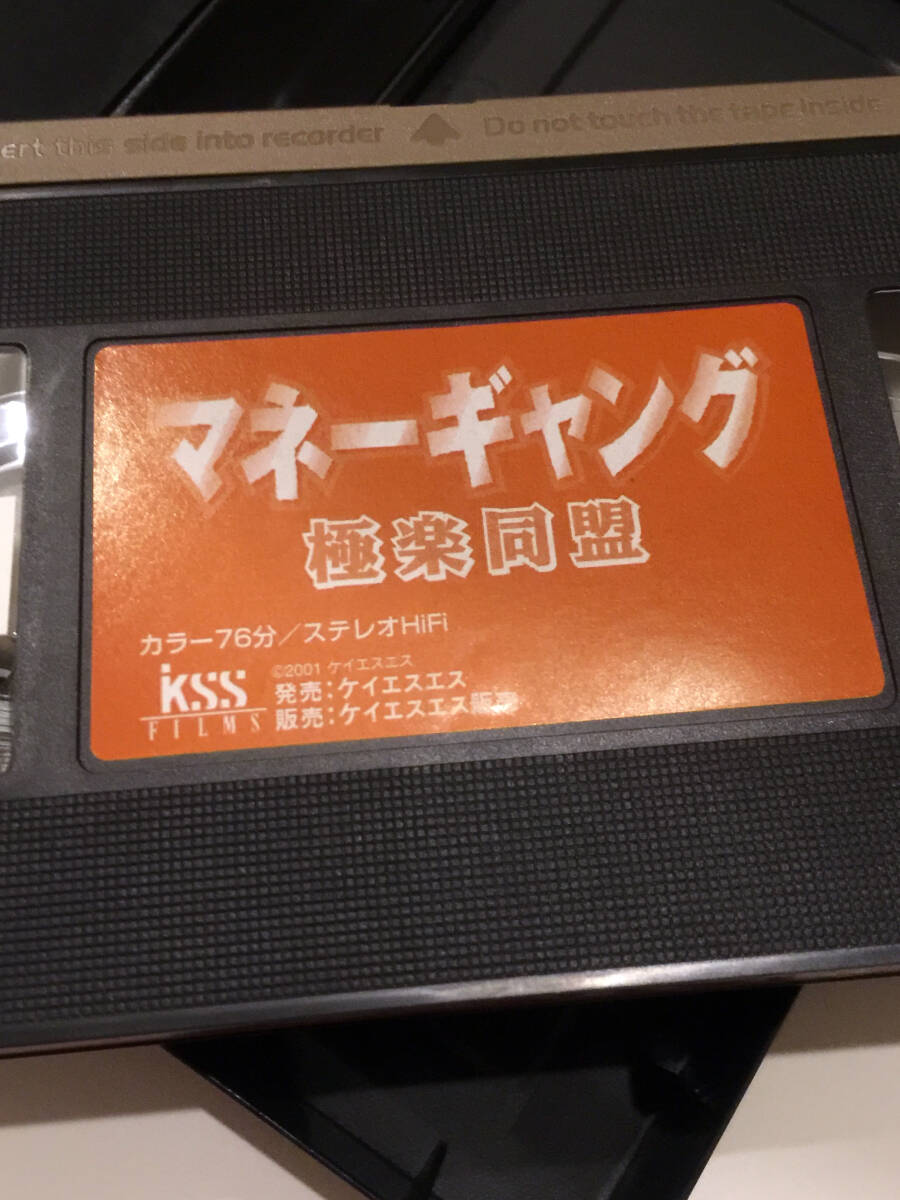 ert this side into recorder Do not touch the tape inside
マネーギャング
極楽同盟
カラー76分／ステレオHiFi
KSS
FILMS
©2001 ケイエスエス
発売：ケイエスエス
販売：ケイエスエス販売